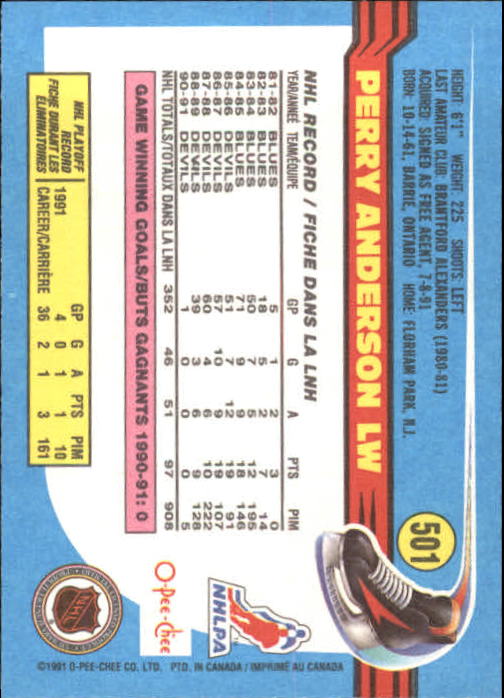 501
PERRY ANDERSON LW
HEIGHT: 6'1" WEIGHT: 225 SHOOTS: LEFT
LAST AMATEUR CLUB: BRANTFORD ALEXANDERS (1980-81)
ACQUIRED: SIGNED AS FREE AGENT, 7-8-91
BORN: 10-14-61, BARRIE, ONTARIO HOME: FLORHAM PARK, N.J.
NHL RECORD / FICHE DANS LA LNH
YEAR/ANNÉE TEAM/ÉQUIPE GP G A PTS PIM
81-82 BLUES 5 1 2 3 0
82-83 BLUES 18 5 2 7 14
83-84 BLUES 50 7 5 12 195
84-85 BLUES 71 9 9 18 146
85-86 DEVILS 51 7 12 19 91
86-87 DEVILS 57 10 9 19 107
87-88 DEVILS 60 4 6 10 222
88-89 DEVILS 39 3 6 9 128
90-91 DEVILS 1 0 0 0 5
NHL TOTALS/TOTAUX DANS LA LNH 352 46 51 97 908
GAME WINNING GOALS/BUTS GAGNANTS 1990-91: 0
NHL PLAYOFF
RECORD
FICHE DURANT LES
ÉLIMINATOIRES
GP G A PTS PIM
1991 4 0 1 1 10
CAREER/CARRIÈRE 36 2 1 3 161
NHLPA
O-Pee-Chee
NHL
©1991 O-PEE-CHEE CO. LTD. PTD. IN CANADA / IMPRIMÉ AU CANADA